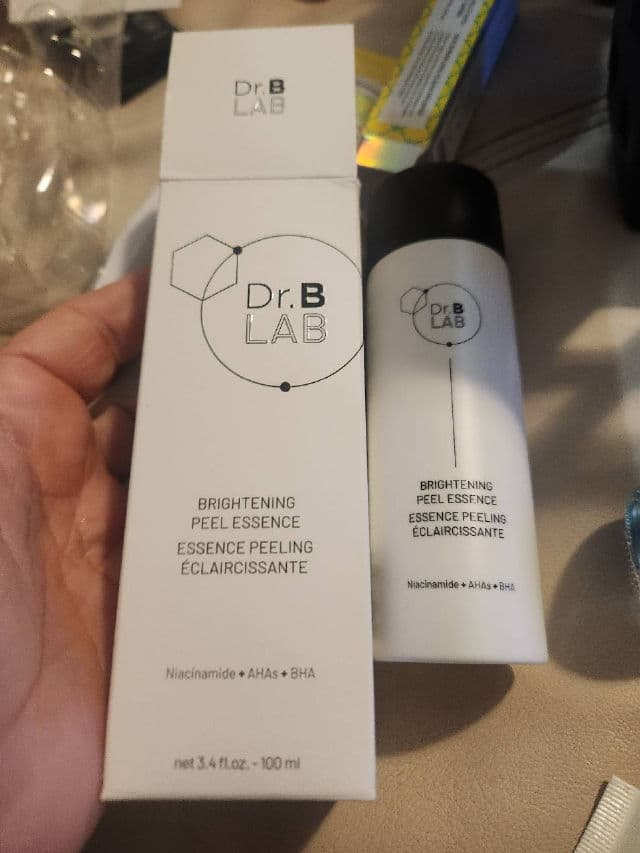 Dr.B
LAB
Dr.B
LAB
BRIGHTENING
PEEL ESSENCE
ESSENCE PEELING
ÉCLAIRCISSANTE
Niacinamide + AHAs + BHA
net 3.4 fl.oz. - 100 ml
Dr.B
LAB
BRIGHTENING
PEEL ESSENCE
ESSENCE PEELING
ÉCLAIRCISSANTE
Niacinamide + AHAs + BHA